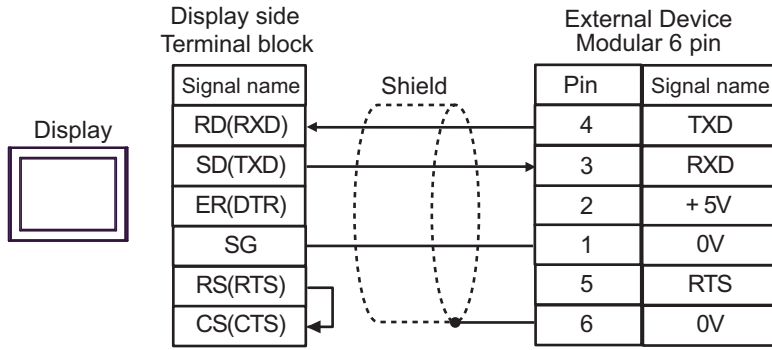 Display side
Terminal block
External Device
Modular 6 pin
Signal name
Shield
Pin
Signal name
Display
RD(RXD)
4
TXD
SD(TXD)
3
RXD
ER(DTR)
2
+ 5V
SG
1
0V
RS(RTS)
5
RTS
CS(CTS)
6
0V